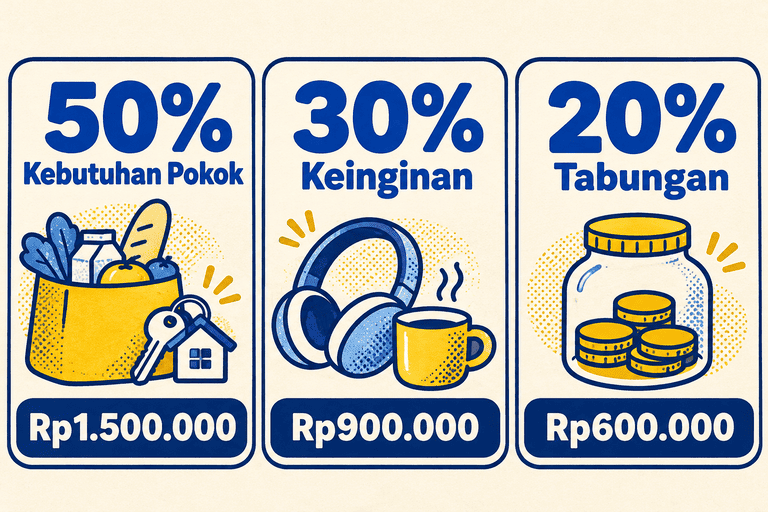 50%
Kebutuhan Pokok
Rp1.500.000
30%
Keinginan
Rp900.000
20%
Tabungan
Rp600.000